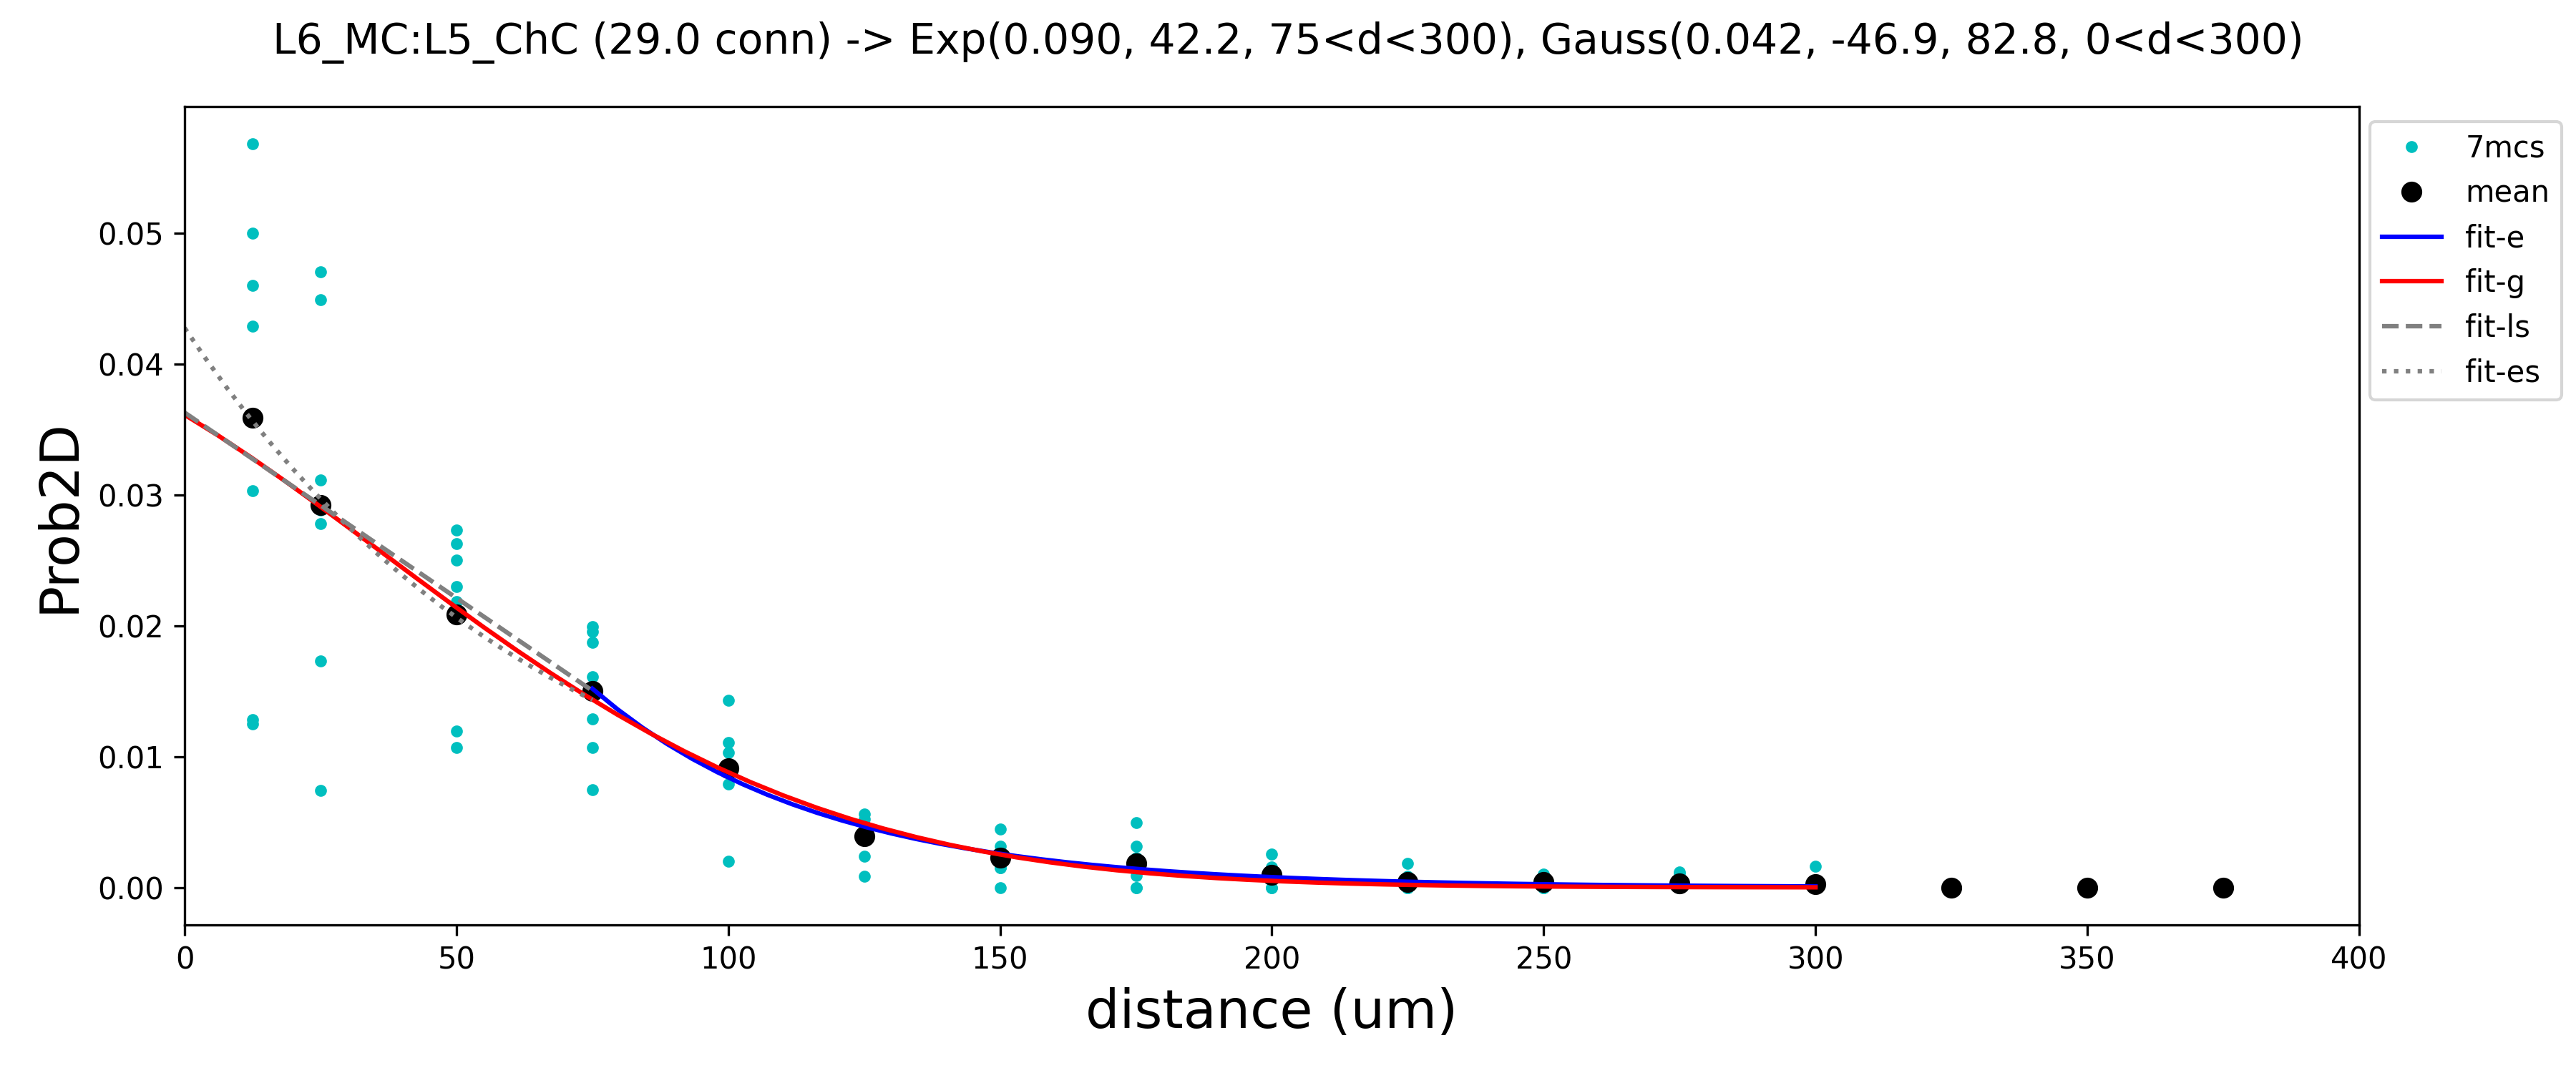 L6_MC:L5_ChC (29.0 conn) -> Exp(0.090, 42.2, 75<d<300), Gauss(0.042, -46.9, 82.8, 0<d<300)
7mcs
mean
fit-e
fit-g
fit-ls
fit-es
Prob2D
0.05
0.04
0.03
0.02
0.01
0.00
0 50 100 150 200 250 300 350 400
distance (um)